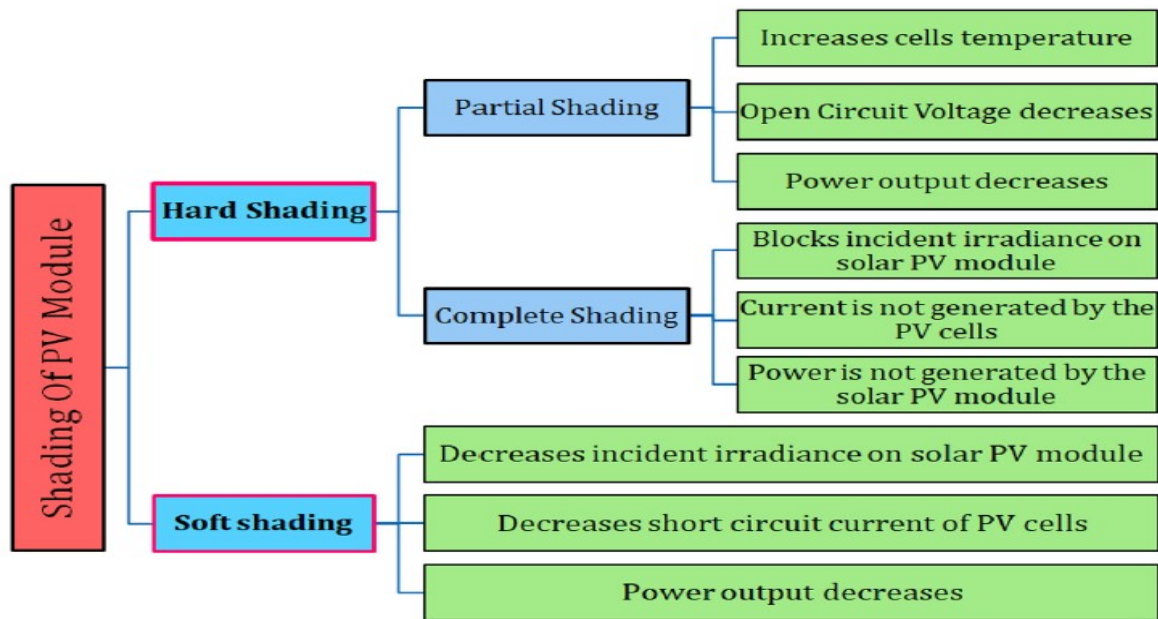 Shading Of PV Module
Hard Shading
Partial Shading
Increases cells temperature
Open Circuit Voltage decreases
Power output decreases
Complete Shading
Blocks incident irradiance on
solar PV module
Current is not generated by the
PV cells
Power is not generated by the
solar PV module
Soft shading
Decreases incident irradiance on solar PV module
Decreases short circuit current of PV cells
Power output decreases